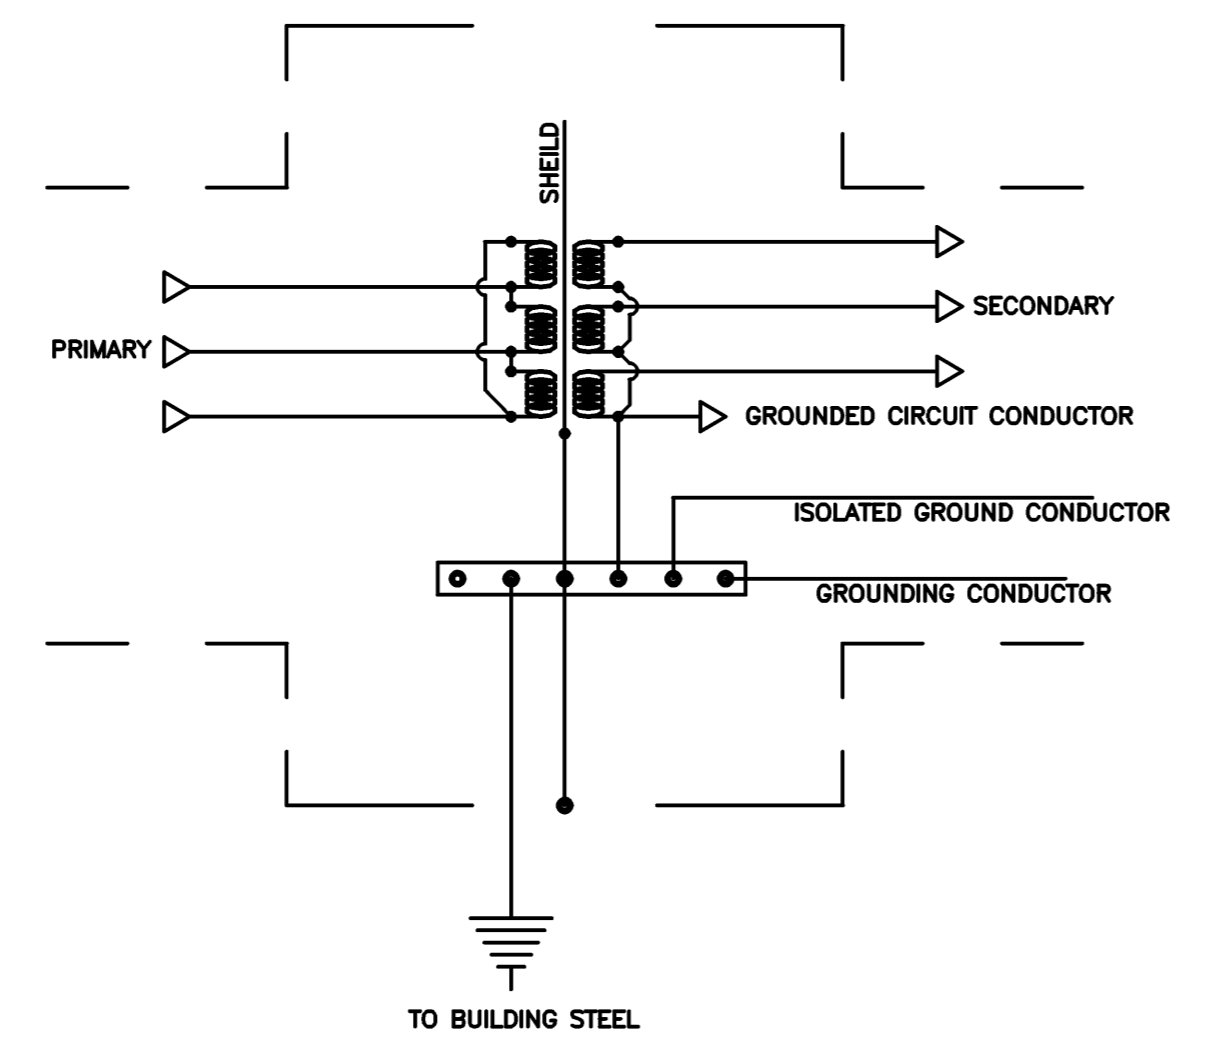 SHEILD
SECONDARY
PRIMARY
GROUNDED CIRCUIT CONDUCTOR
ISOLATED GROUND CONDUCTOR
GROUNDING CONDUCTOR
TO BUILDING STEEL